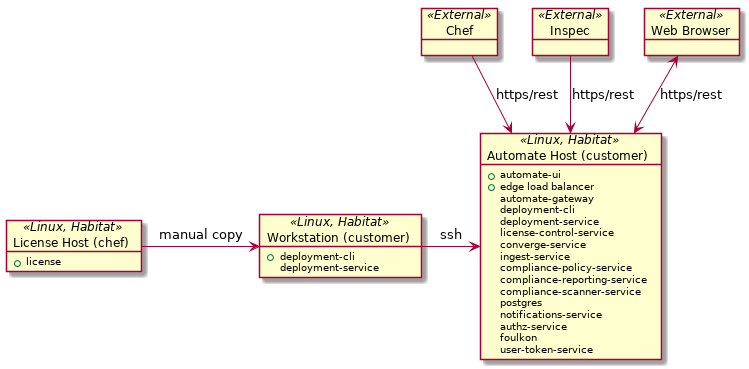 «External»
Chef
«External»
Inspec
«External»
Web Browser
https/rest
https/rest
https/rest
«Linux, Habitat»
Automate Host (customer)
automate-ui
edge load balancer
automate-gateway
deployment-cli
deployment-service
license-control-service
converge-service
ingest-service
compliance-policy-service
compliance-reporting-service
compliance-scanner-service
postgres
notifications-service
authz-service
foulkon
user-token-service
«Linux, Habitat»
License Host (chef)
license
manual copy
«Linux, Habitat»
Workstation (customer)
deployment-cli
deployment-service
ssh